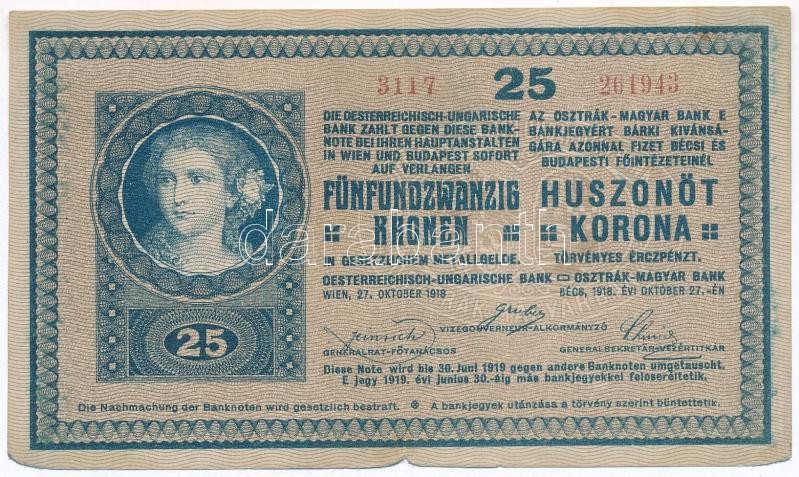 3117 25 261943
DIE OESTERREICHISCH-UNGARISCHE
BANK ZAHLT GEGEN DIESE BANK-
NOTE BEI IHREN HAUPTANSTALTEN
IN WIEN UND BUDAPEST SOFORT
AUF VERLANGEN
FÜNFUNDZWANZIG
KRONEN
IN GESETZLICHEM METALLGELDE.
AZ OSZTRÁK-MAGYAR BANK E
BANKJEGYÉRT BÁRKI KIVÁNSÁ-
GÁRA AZONNAL FIZET BÉCSI ÉS
BUDAPESTI FŐINTÉZETEINÉL
HUSZONÖT
KORONA
TÖRVÉNYES ÉRCZPÉNZT.
OESTERREICHISCH-UNGARISCHE BANK OSZTRÁK-MAGYAR BANK
WIEN, 27. OKTOBER 1918 BÉCS, 1918. ÉVI OKTÓBER 27.-ÉN
VIZEGOUVERNEUR-ALKORMÁNYZÓ
GENERALRAT-FŐTANÁCSOS GENERALSEKRETÄR-VEZÉRTITKÁR
Diese Note wird bis 30. Juni 1919 gegen andere Banknoten umgetauscht.
E jegy 1919. évi junius 30.-áig más bankjegyekkel felcseréltetik.
25
Die Nachmachung der Banknoten wird gesetzlich bestraft. A bankjegyek utánzása a törvény szerint büntettetik.
darabanth